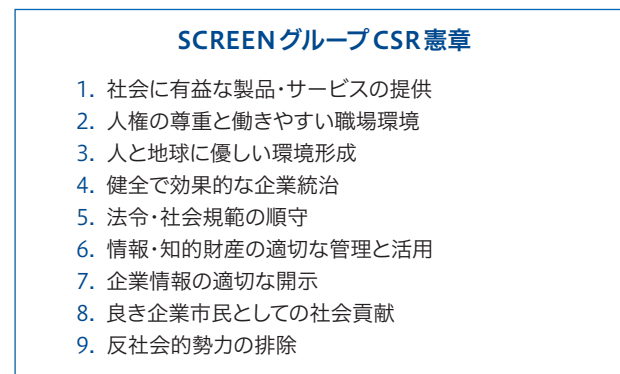 SCREENグループCSR憲章
1. 社会に有益な製品・サービスの提供
2. 人権の尊重と働きやすい職場環境
3. 人と地球に優しい環境形成
4. 健全で効果的な企業統治
5. 法令・社会規範の順守
6. 情報・知的財産の適切な管理と活用
7. 企業情報の適切な開示
8. 良き企業市民としての社会貢献
9. 反社会的勢力の排除